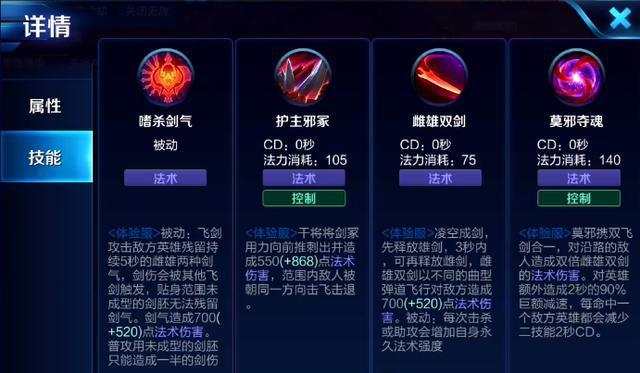 详情
属性
技能
嗜杀剑气
被动
法术
<体验服>被动：飞剑
攻击敌方英雄残留持
续5秒的雌雄两种剑
气，剑伤会被其他飞
剑触发，贴身范围未
成型的剑胚无法残留
剑气。剑气造成700(
+520)点法术伤害。
普攻用未成型的剑胚
只能造成一半的剑伤
护主邪冢
CD：0秒
法力消耗：105
法术
控制
<体验服>干将将剑冢
用力向前推刺出并造
成550(+868)点法术
伤害，范围内敌人被
朝同一方向击飞击退
。
雌雄双剑
CD：0秒
法力消耗：75
法术
<体验服>凌空成剑，
先释放雄剑，3秒内
，可再释放雌剑，雌
雄双剑以不同的曲型
弹道飞行对敌方造成
700(+520)点法术伤
害。被动：每次击杀
或助攻会增加自身永
久法术强度
莫邪夺魂
CD：0秒
法力消耗：140
法术
控制
<体验服>莫邪携双飞
剑合一，对沿路的敌
人造成双倍雌雄双剑
的法术伤害。对英雄
额外造成2秒的90%
巨额减速，每命中一
个敌方英雄都会减少
二技能2秒CD。